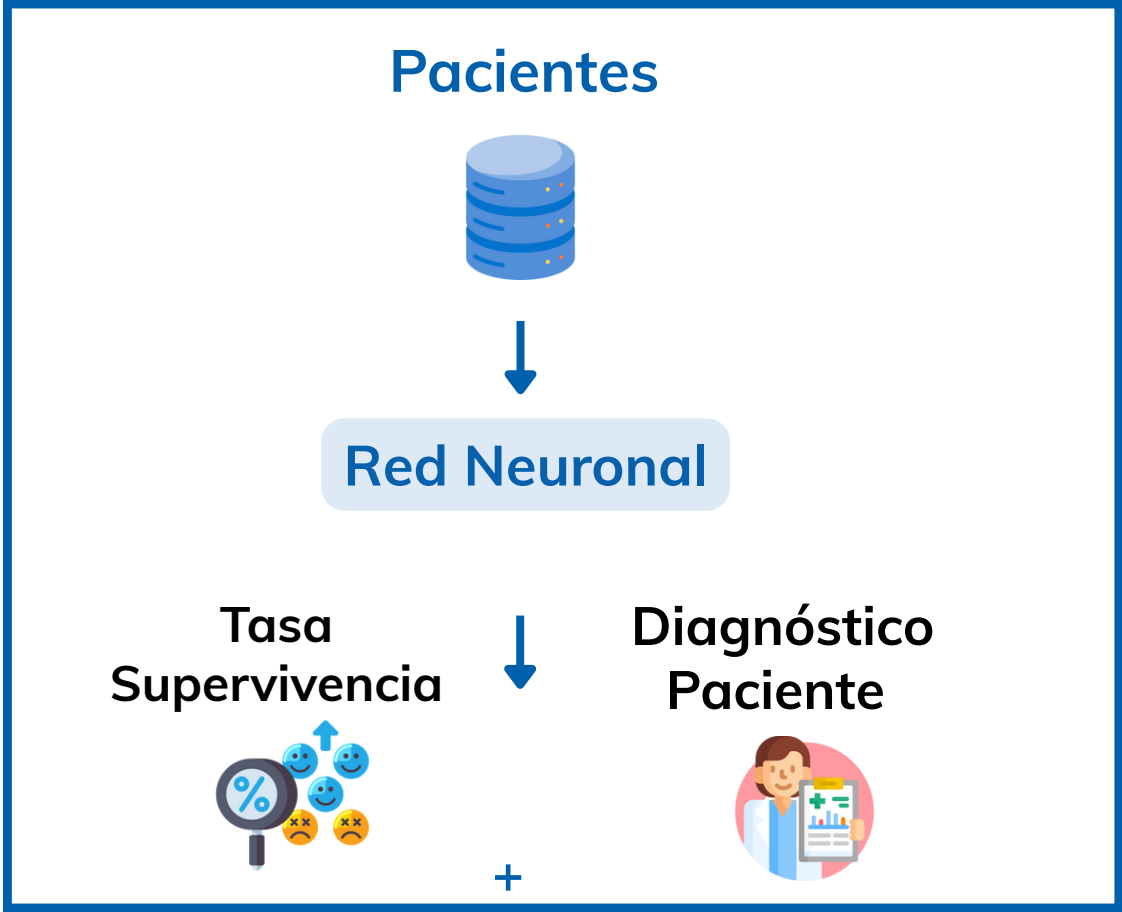 Pacientes
Red Neuronal
Tasa
Supervivencia
Diagnóstico
Paciente
%
+